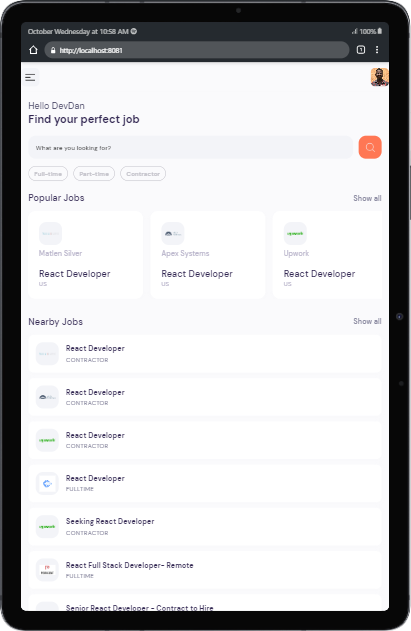 October Wednesday at 10:58 AM
100%
http://localhost:8081
1
Hello DevDan
Find your perfect job
What are you looking for?
Full-time Part-time Contractor
Popular Jobs Show all
upwork
Matlen Silver Apex Systems Upwork
React Developer React Developer React Developer
US US US
Nearby Jobs Show all
React Developer
CONTRACTOR
React Developer
CONTRACTOR
upwork
React Developer
CONTRACTOR
React Developer
FULLTIME
upwork
Seeking React Developer
CONTRACTOR
React Full Stack Developer- Remote
FULLTIME
Senior React Developer - Contract to Hire